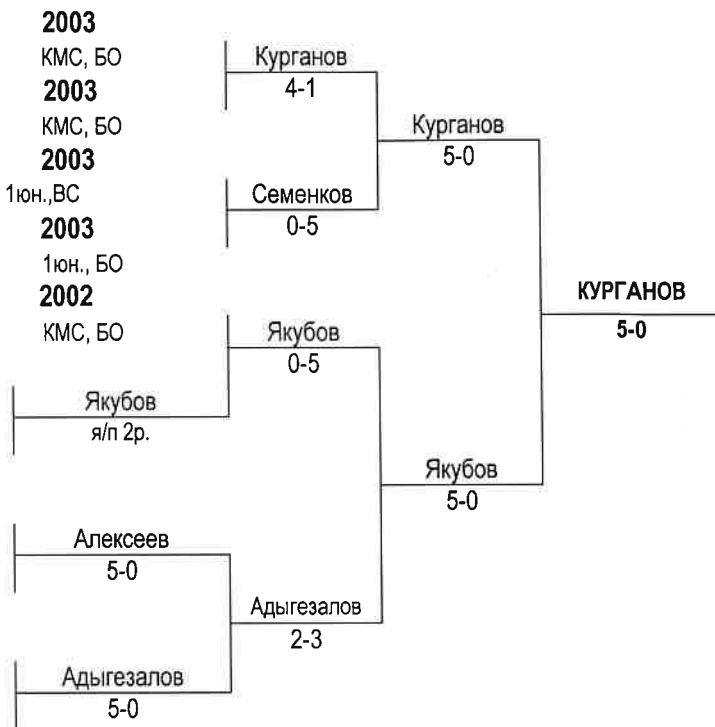 2003
КМС, БО
Курганов
4-1
2003
КМС, БО
Курганов
5-0
2003
1юн.,ВС
Семенков
0-5
2003
1юн., БО
2002
КМС, БО
КУРГАНОВ
5-0
Якубов
0-5
Якубов
я/п 2р.
Якубов
5-0
Алексеев
5-0
Адыгезалов
2-3
Адыгезалов
5-0